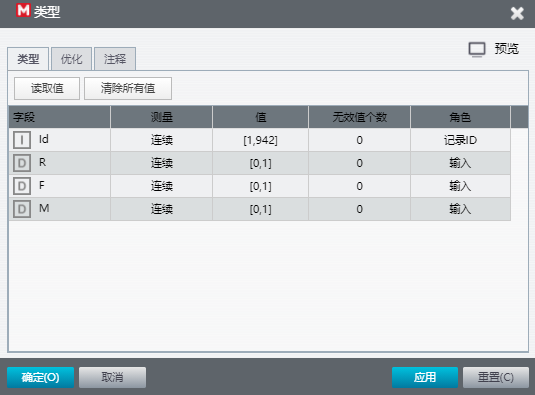 M 类型
预览
类型 优化 注释
读取值 清除所有值
字段 测量 值 无效值个数 角色
I Id 连续 [1,942] 0 记录ID
D R 连续 [0,1] 0 输入
D F 连续 [0,1] 0 输入
D M 连续 [0,1] 0 输入
确定(O) 取消 应用 重置(C)